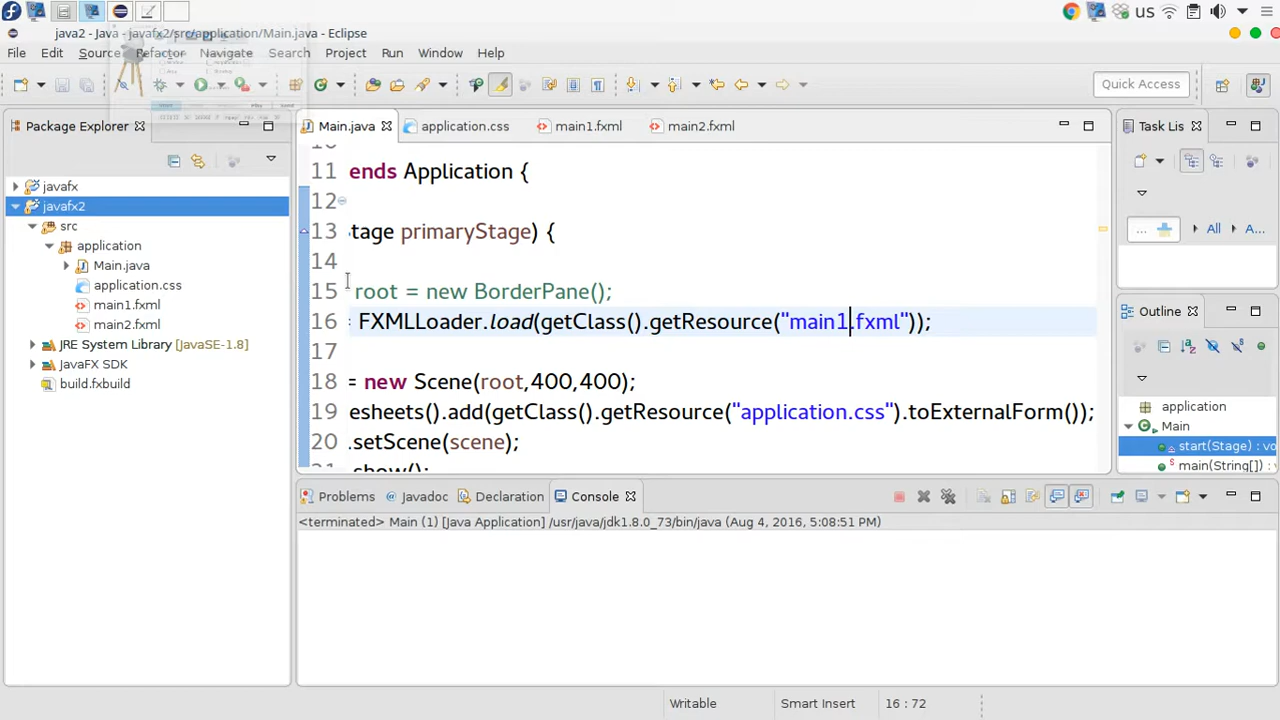 us
java2 - Java - javafx2/src/application/Main.java - Eclipse
File Edit Source Refactor Navigate Search Project Run Window Help
Quick Access
Package Explorer
Main.java application.css main1.fxml main2.fxml
Task Lis
javafx
javafx2
src
application
Main.java
application.css
main1.fxml
main2.fxml
JRE System Library [JavaSE-1.8]
JavaFX SDK
build.fxbuild
11 ends Application {
12
13 tage primaryStage) {
14
15 root = new BorderPane();
16 = FXMLLoader.load(getClass().getResource("main1.fxml"));
17
18 = new Scene(root,400,400);
19 esheets().add(getClass().getResource("application.css").toExternalForm());
20 .setScene(scene);
21 show();
... All A...
Outline
application
Main
start(Stage) : vo
main(String[]) :
Problems Javadoc Declaration Console
<terminated> Main (1) [Java Application] /usr/java/jdk1.8.0_73/bin/java (Aug 4, 2016, 5:08:51 PM)
Writable Smart Insert 16 : 72